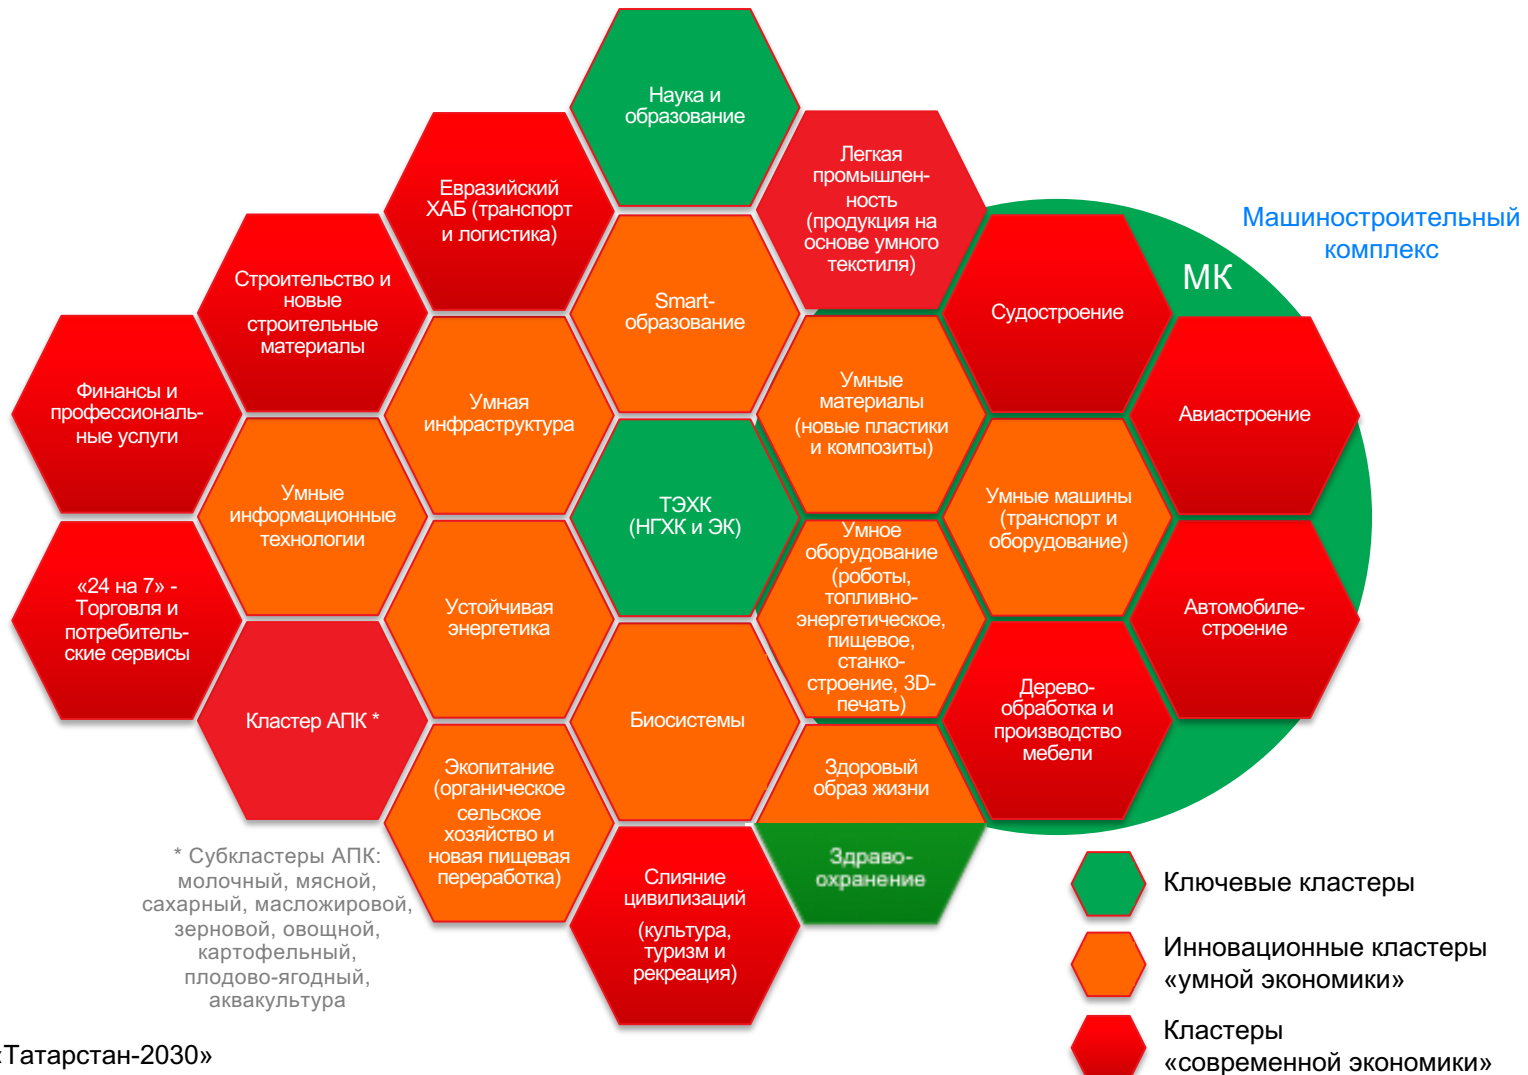 Наука и
образование
Легкая
промышлен-
ность
(продукция на
основе умного
текстиля)
Евразийский
ХАБ (транспорт
и логистика)
Машиностроительный
комплекс
МК
Строительство и
новые
строительные
материалы
Smart-
образование
Судостроение
Финансы и
профессиональ-
ные услуги
Умная
инфраструктура
Умные
материалы
(новые пластики
и композиты)
Авиастроение
Умные
информационные
технологии
ТЭХК
(НГХК и ЭК)
Умные машины
(транспорт и
оборудование)
«24 на 7» -
Торговля и
потребитель-
ские сервисы
Устойчивая
энергетика
Умное
оборудование
(роботы,
топливно-
энергетическое,
пищевое,
станко-
строение, 3D-
печать)
Автомобиле-
строение
Кластер АПК *
Биосистемы
Дерево-
обработка и
производство
мебели
Экопитание
(органическое
сельское
хозяйство и
новая пищевая
переработка)
Здоровый
образ жизни
Здраво-
охранение
Слияние
цивилизаций
(культура,
туризм и
рекреация)
* Субкластеры АПК:
молочный, мясной,
сахарный, масложировой,
зерновой, овощной,
картофельный,
плодово-ягодный,
аквакультура
Ключевые кластеры
Инновационные кластеры
«умной экономики»
Кластеры
«современной экономики»
«Татарстан-2030»